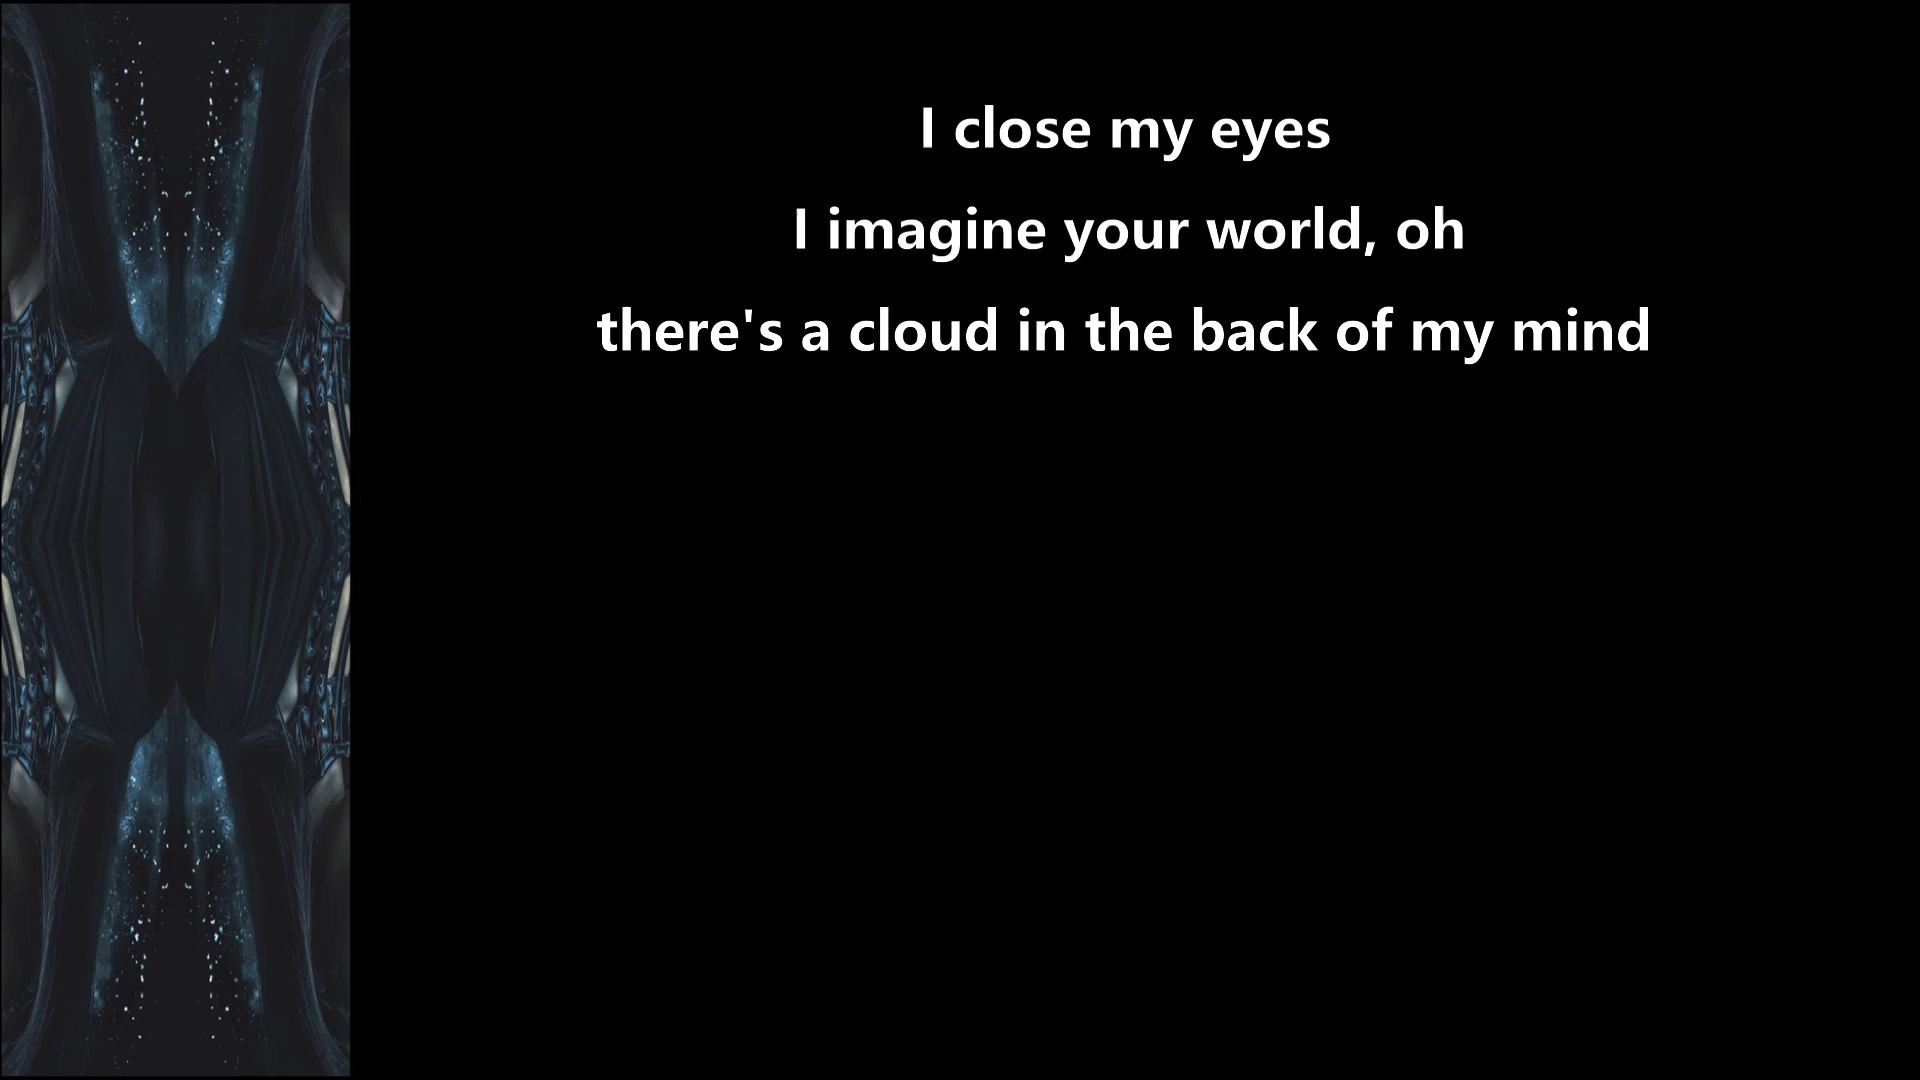 I close my eyes
I imagine your world, oh
there's a cloud in the back of my mind